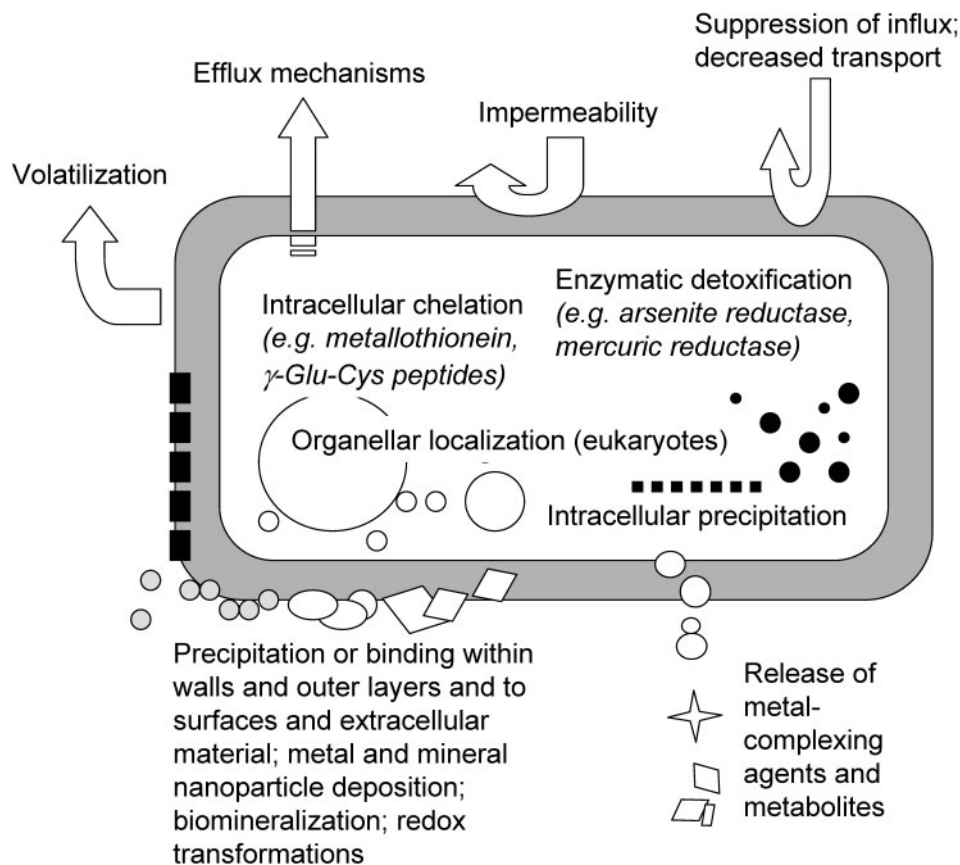 Suppression of influx;
decreased transport
Efflux mechanisms
Impermeability
Volatilization
Enzymatic detoxification
(e.g. arsenite reductase,
mercuric reductase)
Intracellular chelation
(e.g. metallothionein,
γ-Glu-Cys peptides)
Organellar localization (eukaryotes)
Intracellular precipitation
Precipitation or binding within
walls and outer layers and to
surfaces and extracellular
material; metal and mineral
nanoparticle deposition;
biomineralization; redox
transformations
Release of
metal-
complexing
agents and
metabolites